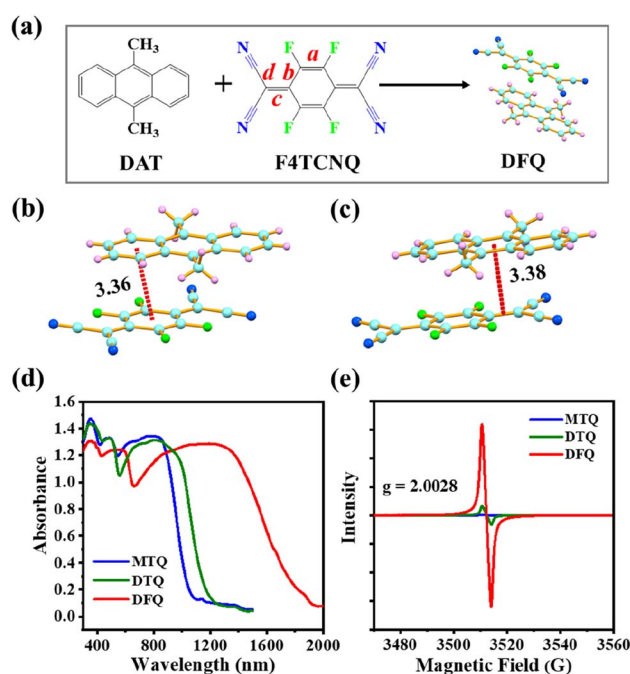 (a)
CH₃
CH₃
DAT
+
N N
F a F
d b
c
F F
N N
F4TCNQ
DFQ
(b)
3.36
(c)
3.38
(d)
Absorbance
1.6
1.4
1.2
1.0
0.8
0.6
0.4
0.2
0.0
MTQ
DTQ
DFQ
400 800 1200 1600 2000
Wavelength (nm)
(e)
Intensity
g = 2.0028
MTQ
DTQ
DFQ
3480 3500 3520 3540 3560
Magnetic Field (G)